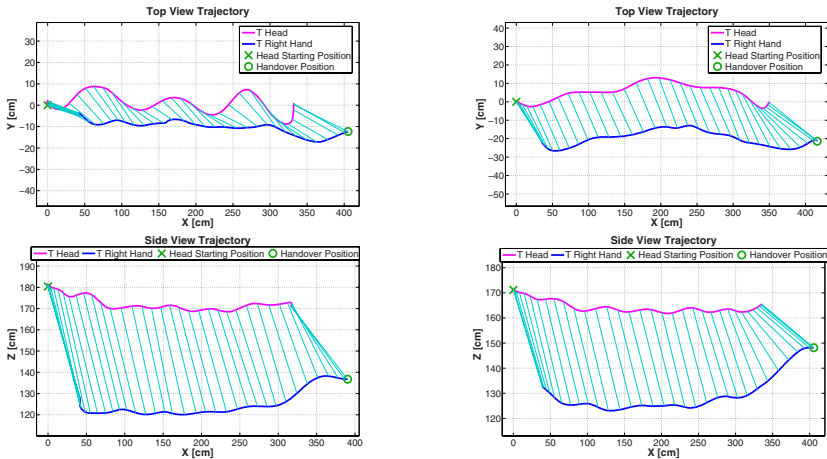 Top View Trajectory
T Head
T Right Hand
Head Starting Position
Handover Position
30
20
10
0
−10
−20
−30
−40
Y [cm]
0 50 100 150 200 250 300 350 400
X [cm]
Top View Trajectory
T Head
T Right Hand
Head Starting Position
Handover Position
40
30
20
10
0
−10
−20
−30
−40
−50
Y [cm]
0 50 100 150 200 250 300 350 400
X [cm]
Side View Trajectory
T Head T Right Hand Head Starting Position Handover Position
190
180
170
160
150
140
130
120
Z [cm]
0 50 100 150 200 250 300 350 400
X [cm]
Side View Trajectory
T Head T Right Hand Head Starting Position Handover Position
180
170
160
150
140
130
120
Z [cm]
0 50 100 150 200 250 300 350 400
X [cm]